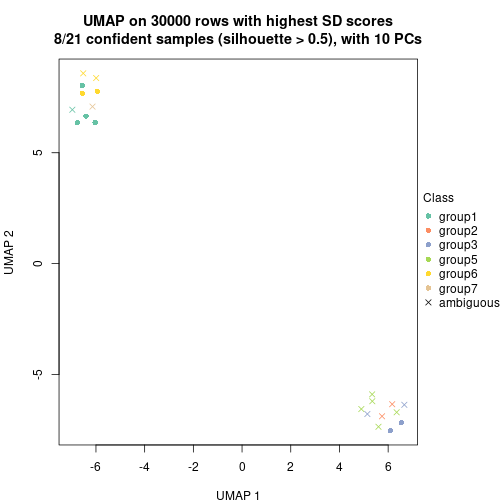 UMAP on 30000 rows with highest SD scores
8/21 confident samples (silhouette > 0.5), with 10 PCs
UMAP 2
5
0
-5
-6
-4
-2
0
2
4
6
UMAP 1
Class
group1
group2
group3
group5
group6
group7
ambiguous